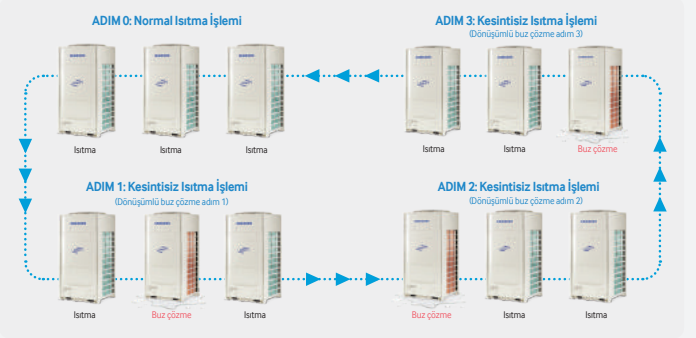 ADIM 0: Normal Isıtma İşlemi
Isıtma
Isıtma
Isıtma
ADIM 3: Kesintisiz Isıtma İşlemi
(Dönüşümlü buz çözme adım 3)
Isıtma
Isıtma
Buz çözme
ADIM 1: Kesintisiz Isıtma İşlemi
(Dönüşümlü buz çözme adım 1)
Isıtma
Buz çözme
Isıtma
ADIM 2: Kesintisiz Isıtma İşlemi
(Dönüşümlü buz çözme adım 2)
Buz çözme
Isıtma
Isıtma